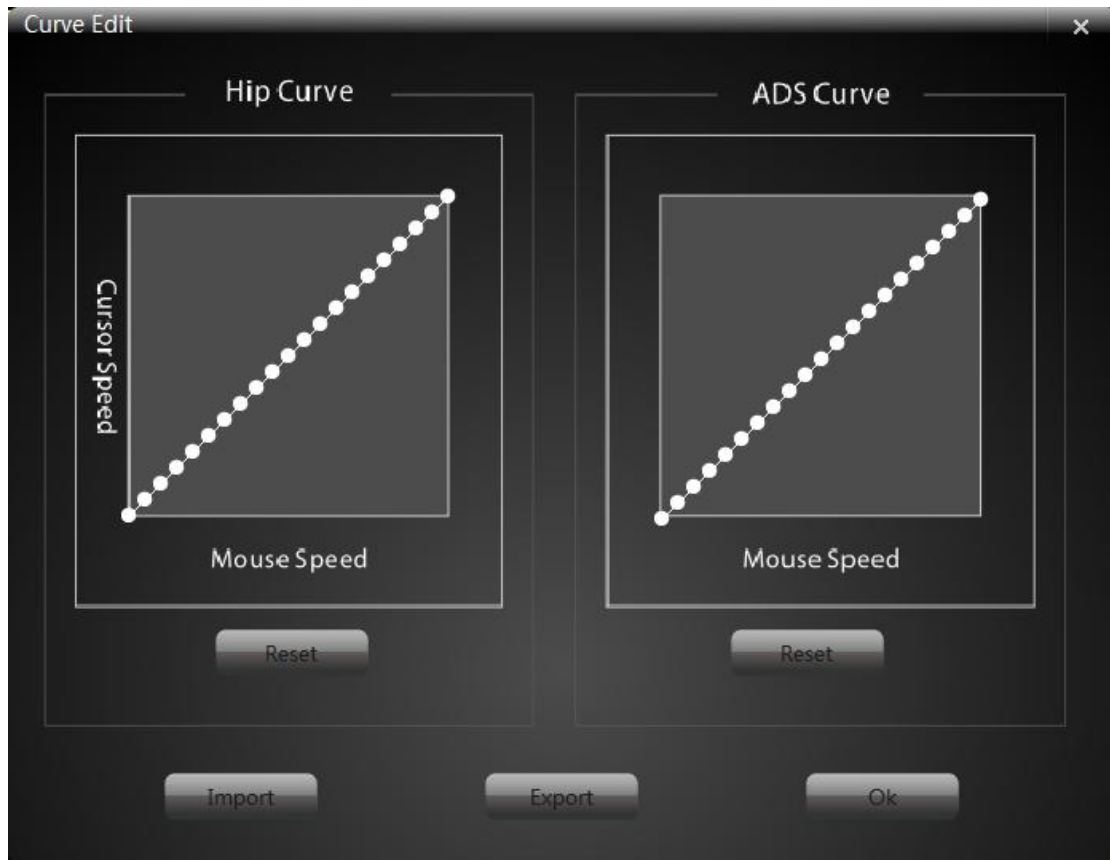 Curve Edit
Hip Curve
Cursor Speed
Mouse Speed
Reset
ADS Curve
Mouse Speed
Reset
Import
Export
Ok